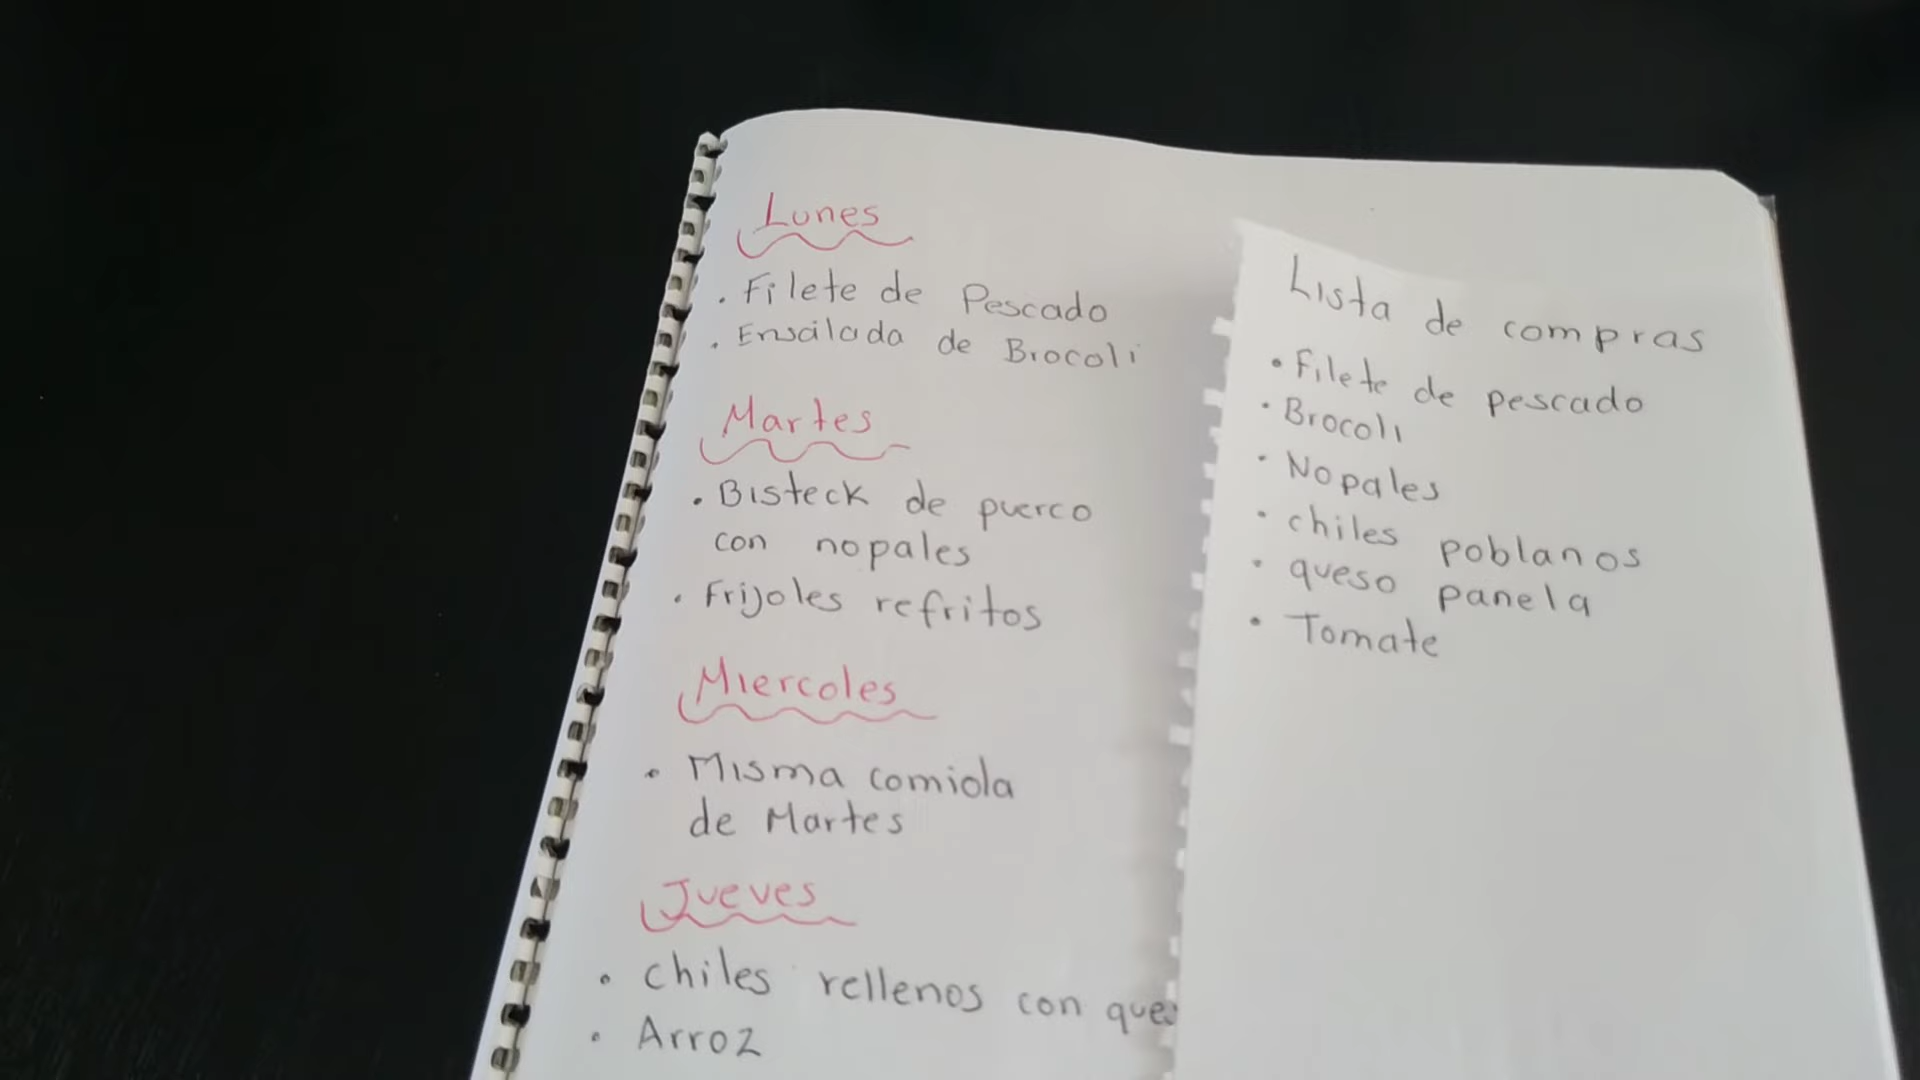 Lunes
. Filete de Pescado
. Ensalada de Brocoli
Martes
. Bisteck de puerco
con nopales
. Frijoles refritos
Miercoles
• Misma comida
de Martes
Jueves
• chiles rellenos con que
• Arroz
Lista de compras
• Filete de pescado
• Brocoli
• Nopales
• chiles poblanos
• queso panela
• Tomate